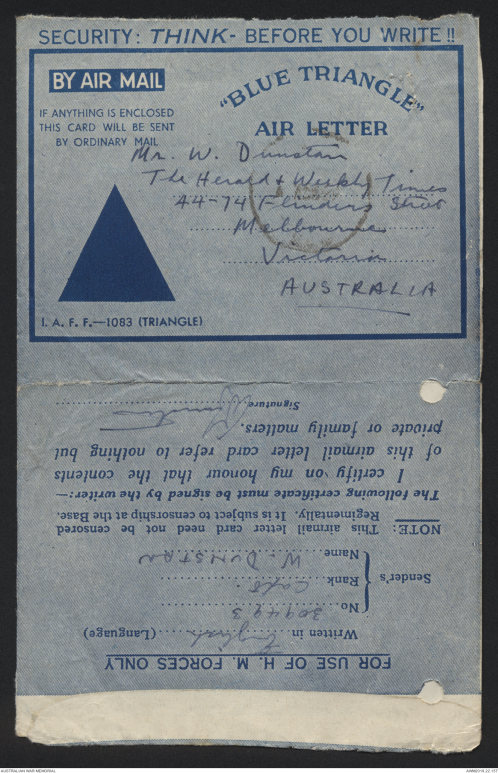 SECURITY: THINK- BEFORE YOU WRITE!!
BY AIR MAIL
IF ANYTHING IS ENCLOSED
THIS CARD WILL BE SENT
BY ORDINARY MAIL
"BLUE TRIANGLE"
AIR LETTER
Mr. W. Dunstan
The Herald & Weekly Times
44-74 Flinders Street
Melbourne
Victoria
AUSTRALIA
I. A. F. F.—1083 (TRIANGLE)
FOR USE OF H. M. FORCES ONLY
Written in English (Language)
Sender's
No. 309493
Rank Capt.
Name W. DUNSTAN
NOTE: This airmail letter card need not be censored
Regimentally. It is subject to censorship at the Base.
The following certificate must be signed by the writer:—
I certify on my honour that the contents
of this airmail letter card refer to nothing but
private or family matters.
Signature
AUSTRALIAN WAR MEMORIAL